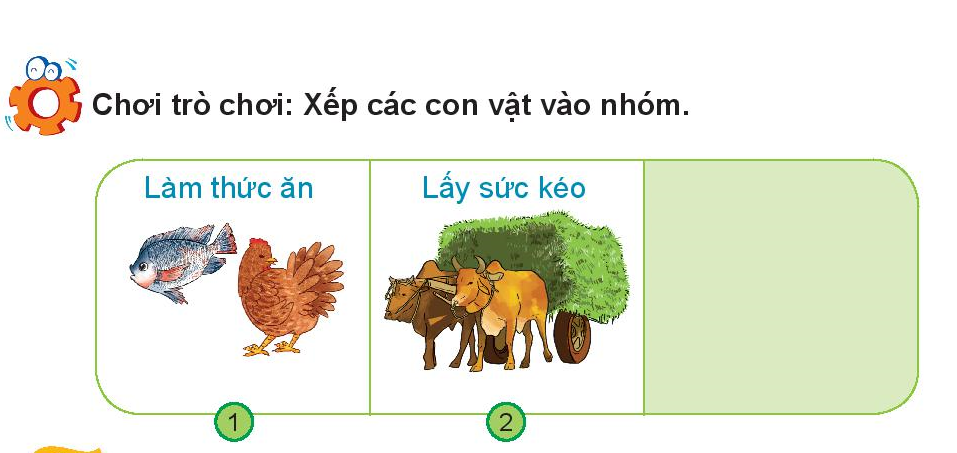 Chơi trò chơi: Xếp các con vật vào nhóm.
Làm thức ăn
Lấy sức kéo
1
2